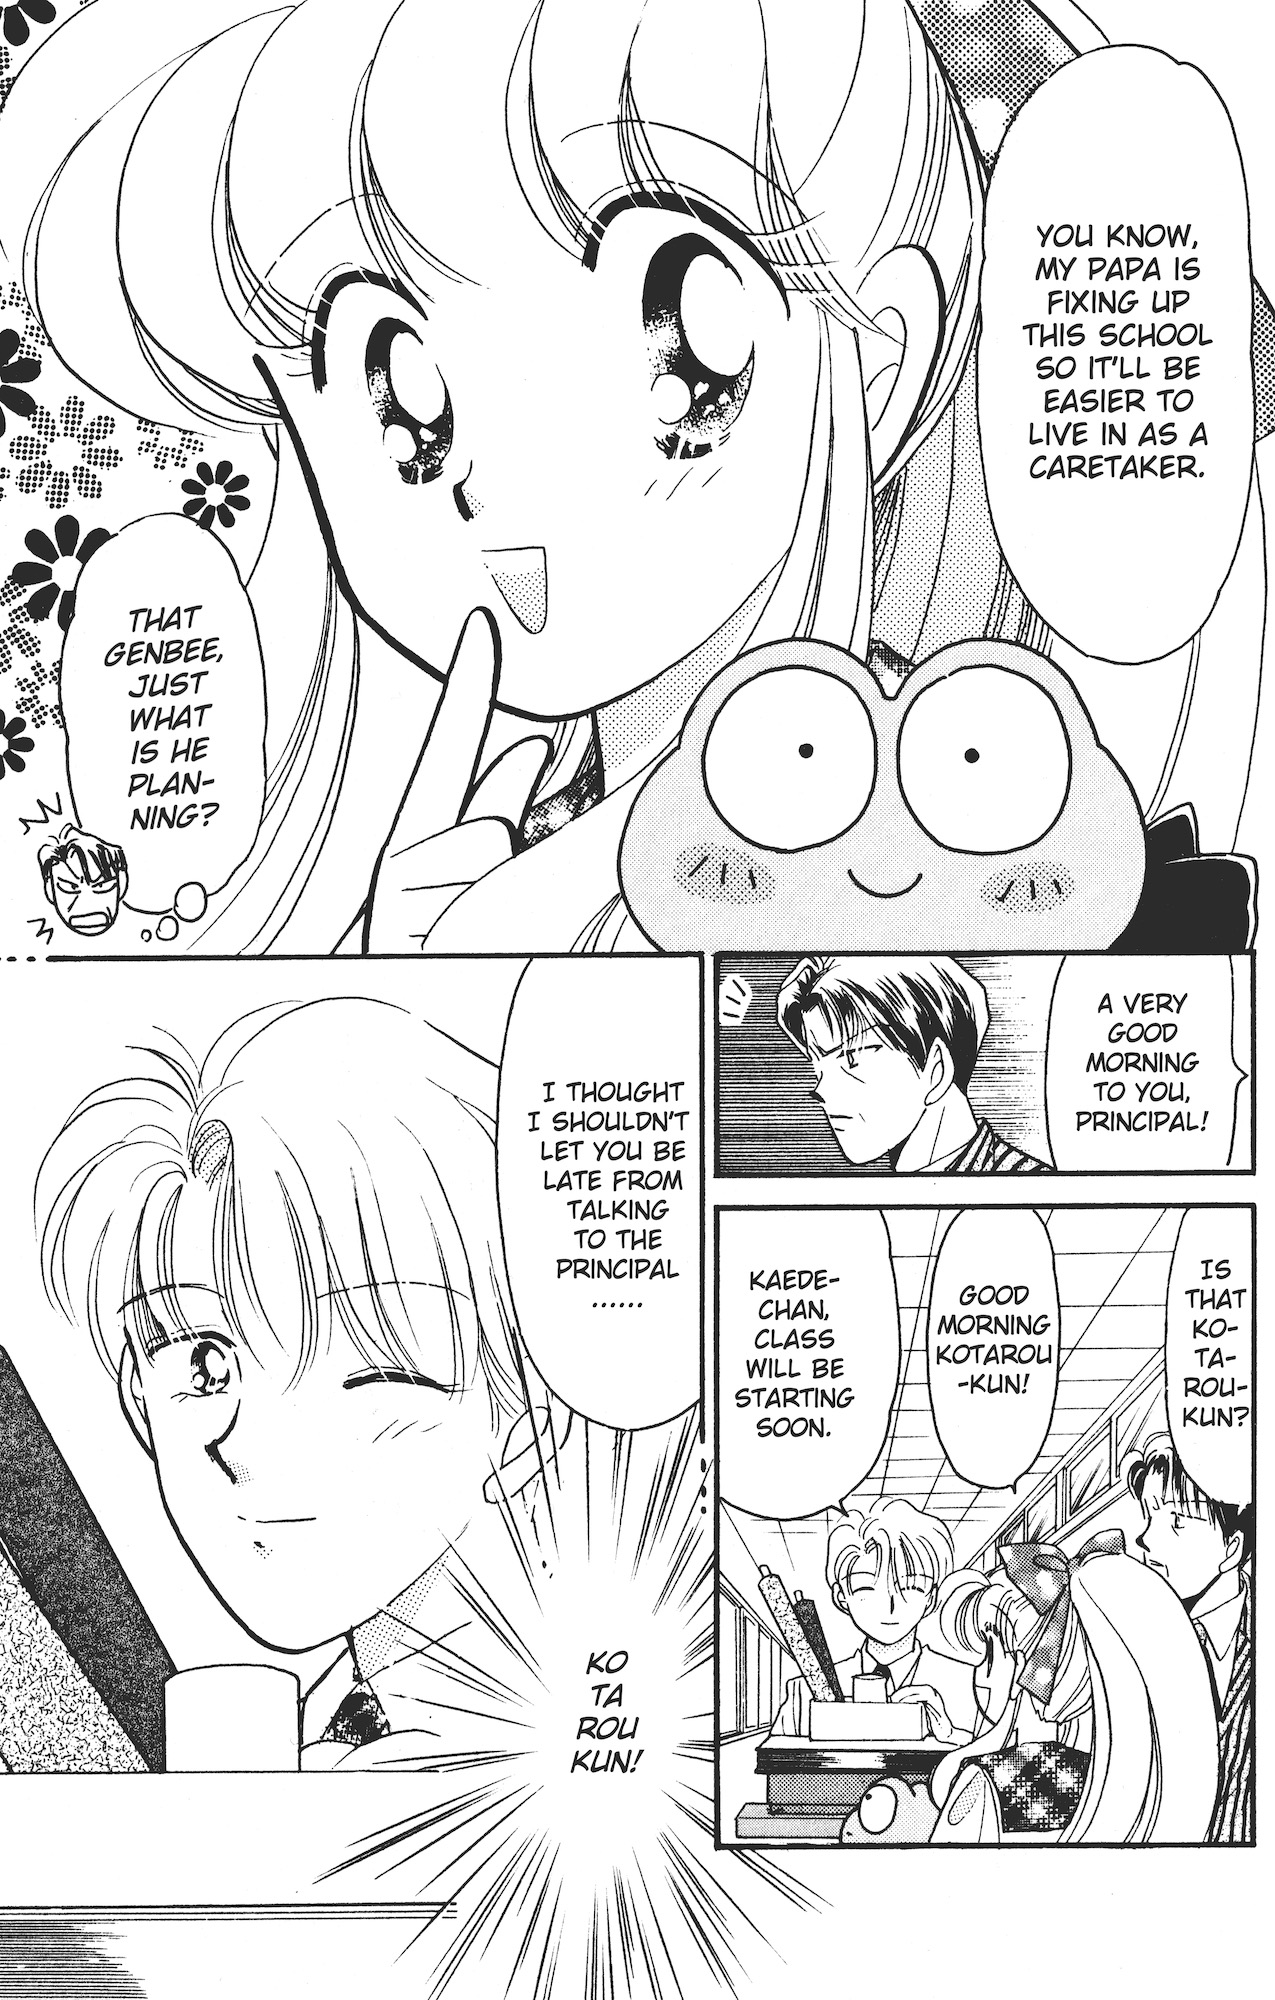 YOU KNOW,
MY PAPA IS
FIXING UP
THIS SCHOOL
SO IT'LL BE
EASIER TO
LIVE IN AS A
CARETAKER.
THAT
GENBEE,
JUST
WHAT
IS HE
PLAN-
NING?
A VERY
GOOD
MORNING
TO YOU,
PRINCIPAL!
IS
THAT
KO-
TA-
ROU-
KUN?
GOOD
MORNING
KOTAROU
-KUN!
KAEDE-
CHAN,
CLASS
WILL BE
STARTING
SOON.
I THOUGHT
I SHOULDN'T
LET YOU BE
LATE FROM
TALKING
TO THE
PRINCIPAL
......
KO
TA
ROU
KUN!